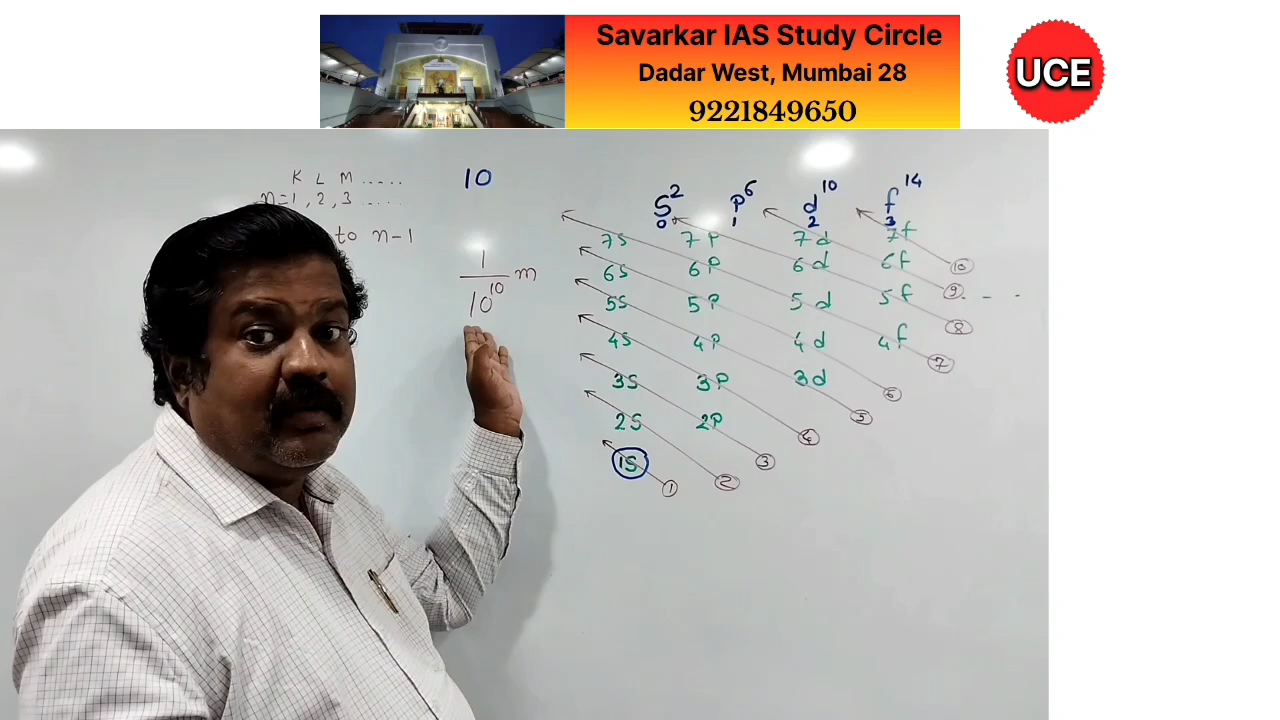 Savarkar IAS Study Circle
Dadar West, Mumbai 28
9221849650
UCE
K L M .....
n=1, 2, 3 .....
to n-1
10
1
10^10 m
S^2 p^6 d^10 f^14
0 1 2 3
7s 7p 7d 7f
6s 6p 6d 6f
5s 5p 5d 5f - - -
4s 4p 4d 4f
3s 3p 3d
2s 2p
1s
10
9
8
7
6
5
4
3
2
1